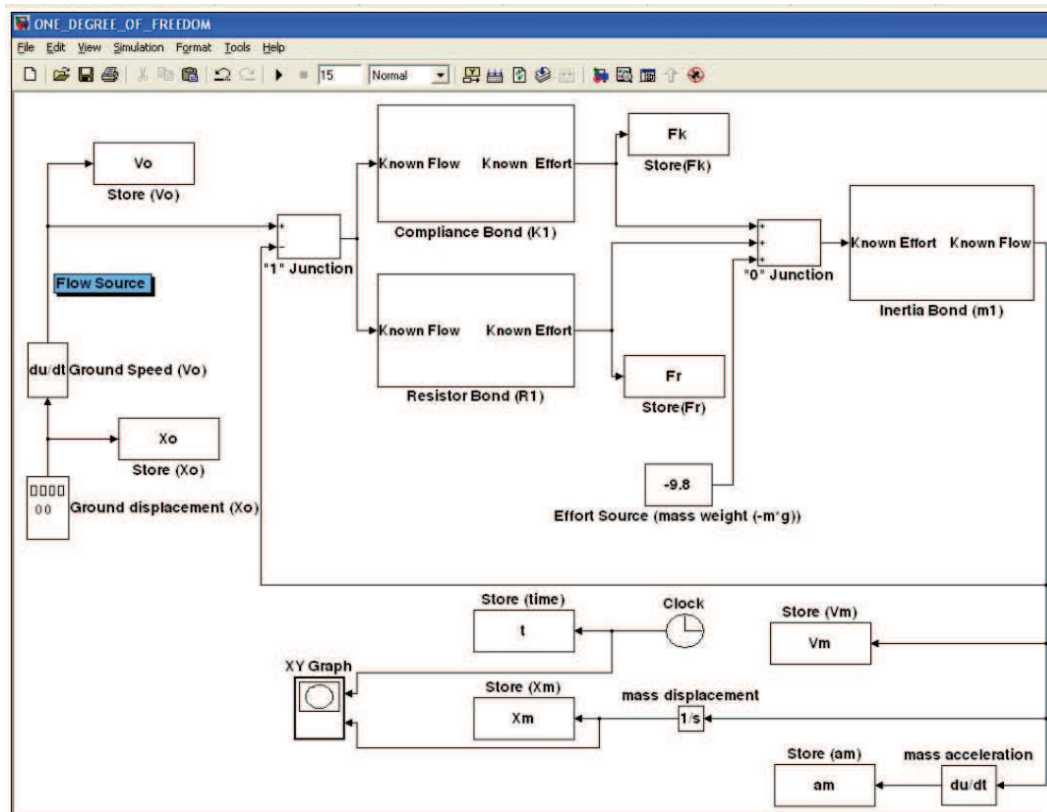 ONE_DEGREE_OF_FREEDOM
File Edit View Simulation Format Tools Help
15 Normal
Vo
Store (Vo)
Known Flow Known Effort
Compliance Bond (K1)
Fk
Store(Fk)
+
−
"1" Junction
+
+
+
"0" Junction
Known Effort Known Flow
Inertia Bond (m1)
Flow Source
Known Flow Known Effort
Resistor Bond (R1)
du/dt Ground Speed (Vo)
Fr
Store(Fr)
Xo
Store (Xo)
Ground displacement (Xo)
-9.8
Effort Source (mass weight (-m*g))
Store (time)
t
Clock
Store (Vm)
Vm
XY Graph
Store (Xm)
Xm
mass displacement
1/s
Store (am)
am
mass acceleration
du/dt